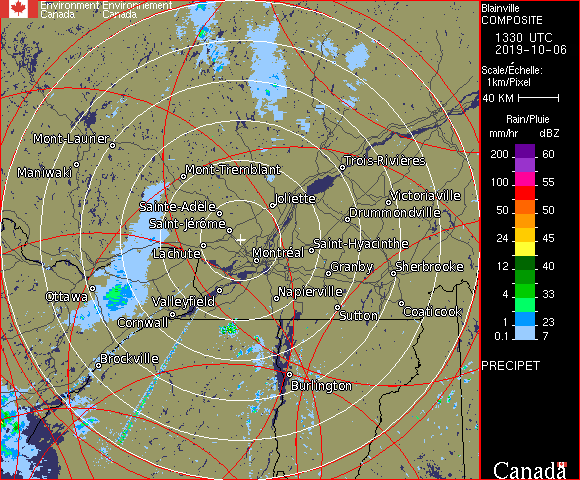 Environment Environnement
Canada Canada
Blainville
COMPOSITE
1330 UTC
2019-10-06
Scale/Échelle:
1km/Pixel
40 KM
Rain/Pluie
mm/hr dBZ
200 60
150 57
100 55
50 50
24 45
12 40
4 33
1 23
0.1 7
PRECIPET
Canada
Mont-Laurier
Maniwaki
Mont-Tremblant
Trois-Rivières
Sainte-Adèle
Joliette
Victoriaville
Saint-Jérôme
Drummondville
Lachute
Montréal
Saint-Hyacinthe
Granby
Sherbrooke
Ottawa
Valleyfield
Napierville
Cornwall
Sutton
Coaticook
Brockville
Burlington